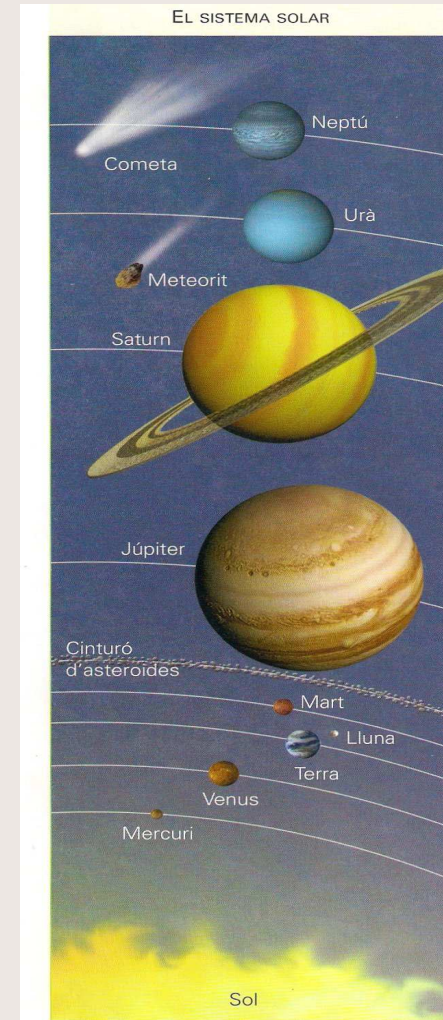 EL SISTEMA SOLAR
Neptú
Cometa
Urà
Meteorit
Saturn
Júpiter
Cinturó
d'asteroides
Mart
Lluna
Terra
Venus
Mercuri
Sol